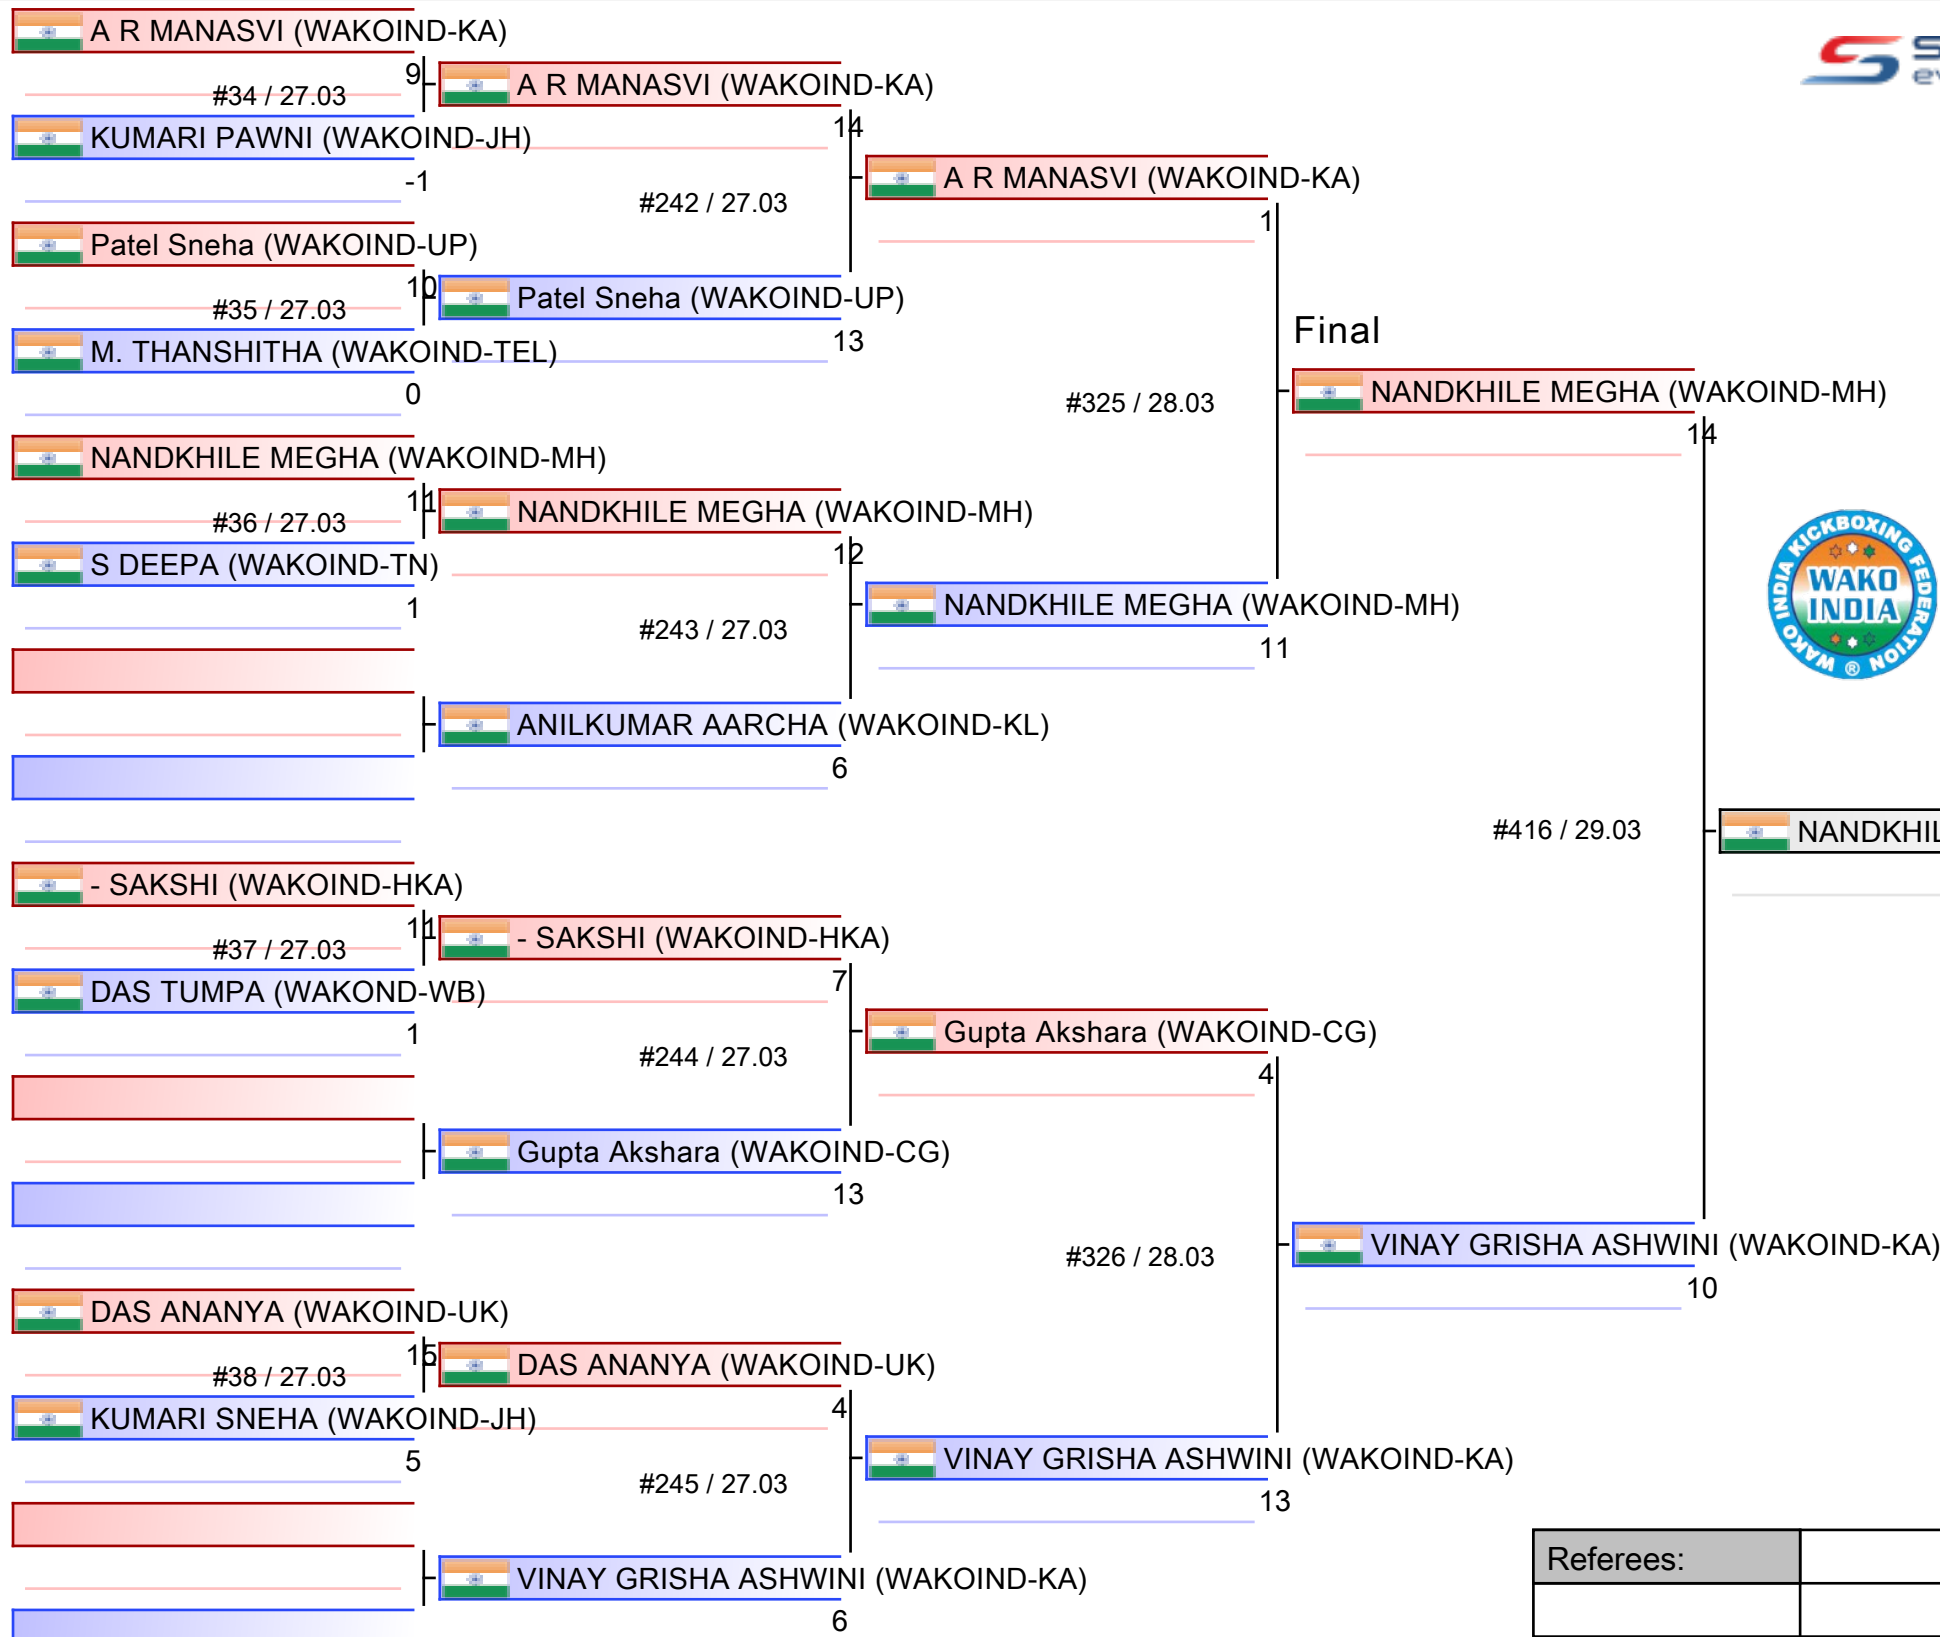 A R MANASVI (WAKOIND-KA)
9
#34 / 27.03
KUMARI PAWNI (WAKOIND-JH)
-1
Patel Sneha (WAKOIND-UP)
10
#35 / 27.03
M. THANSHITHA (WAKOIND-TEL)
0
NANDKHILE MEGHA (WAKOIND-MH)
11
#36 / 27.03
S DEEPA (WAKOIND-TN)
1
- SAKSHI (WAKOIND-HKA)
11
#37 / 27.03
DAS TUMPA (WAKOND-WB)
1
DAS ANANYA (WAKOIND-UK)
15
#38 / 27.03
KUMARI SNEHA (WAKOIND-JH)
5
A R MANASVI (WAKOIND-KA)
14
#242 / 27.03
Patel Sneha (WAKOIND-UP)
13
NANDKHILE MEGHA (WAKOIND-MH)
12
#243 / 27.03
ANILKUMAR AARCHA (WAKOIND-KL)
6
- SAKSHI (WAKOIND-HKA)
7
#244 / 27.03
Gupta Akshara (WAKOIND-CG)
13
DAS ANANYA (WAKOIND-UK)
4
#245 / 27.03
VINAY GRISHA ASHWINI (WAKOIND-KA)
6
A R MANASVI (WAKOIND-KA)
1
#325 / 28.03
NANDKHILE MEGHA (WAKOIND-MH)
11
Gupta Akshara (WAKOIND-CG)
4
#326 / 28.03
VINAY GRISHA ASHWINI (WAKOIND-KA)
13
Final
NANDKHILE MEGHA (WAKOIND-MH)
14
#416 / 29.03
VINAY GRISHA ASHWINI (WAKOIND-KA)
10
WAKO INDIA KICKBOXING FEDERATION ®
WAKO
INDIA
NANDKHIL
Referees: